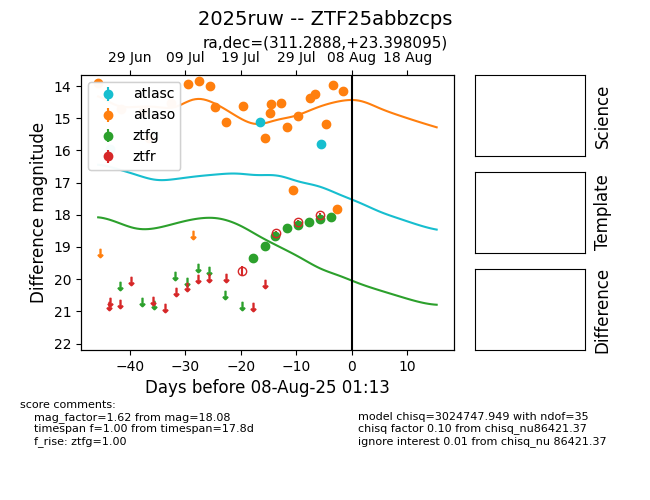 2025ruw -- ZTF25abbzcps
ra,dec=(311.2888,+23.398095)
29 Jun 09 Jul 19 Jul 29 Jul 08 Aug 18 Aug
atlasc
atlaso
ztfg
ztfr
14
15
16
17
18
19
20
21
22
Difference magnitude
−40 −30 −20 −10 0 10
Days before 08-Aug-25 01:13
Science
Template
Difference
score comments:
mag_factor=1.62 from mag=18.08
timespan f=1.00 from timespan=17.8d
f_rise: ztfg=1.00
model chisq=3024747.949 with ndof=35
chisq factor 0.10 from chisq_nu86421.37
ignore interest 0.01 from chisq_nu 86421.37